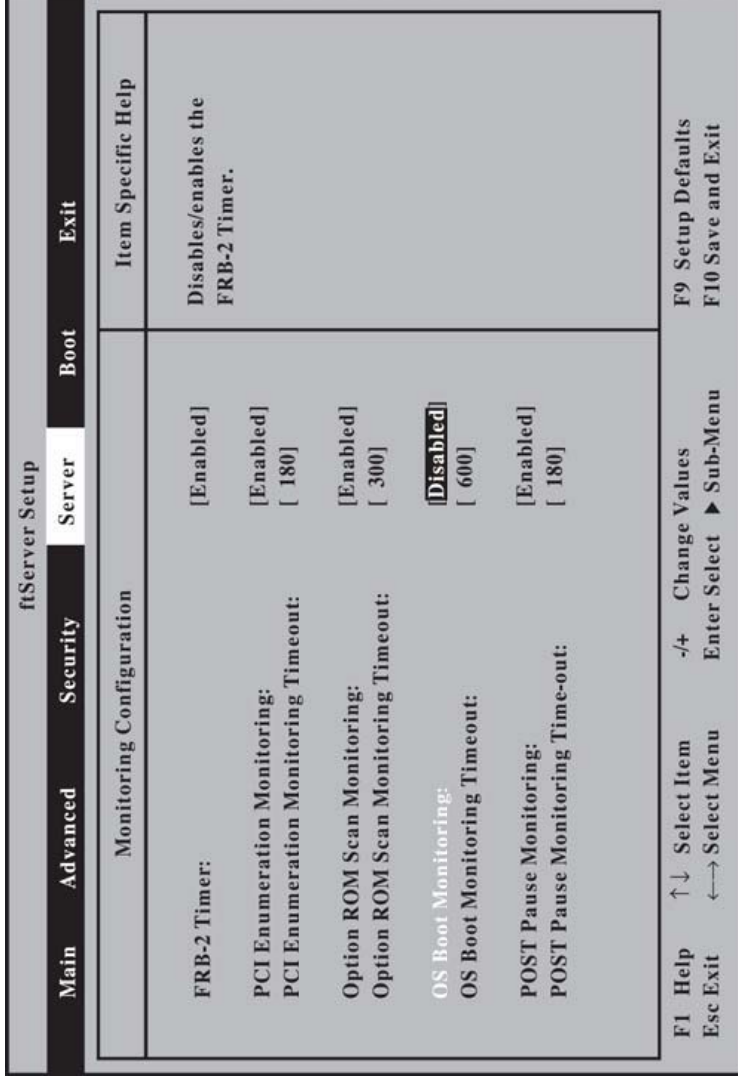 ftServer Setup
Main Advanced Security Server Boot Exit
Monitoring Configuration
Item Specific Help
FRB-2 Timer: [Enabled]
PCI Enumeration Monitoring: [Enabled]
PCI Enumeration Monitoring Timeout: [ 180]
Option ROM Scan Monitoring: [Enabled]
Option ROM Scan Monitoring Timeout: [ 300]
OS Boot Monitoring: [Disabled]
OS Boot Monitoring Timeout: [ 600]
POST Pause Monitoring: [Enabled]
POST Pause Monitoring Time-out: [ 180]
Disables/enables the
FRB-2 Timer.
F1 Help ↑↓ Select Item -/+ Change Values F9 Setup Defaults
Esc Exit ←→ Select Menu Enter Select ▶ Sub-Menu F10 Save and Exit